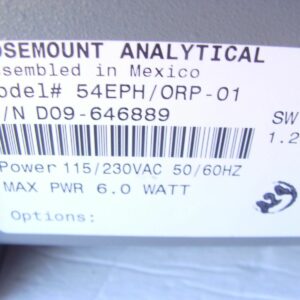 OSEMOUNT ANALYTICAL
ssembled in Mexico
odel# 54EPH/ORP-01
/N D09-646889
SW
1.2
Power 115/230VAC 50/60HZ
MAX PWR 6.0 WATT
Options: